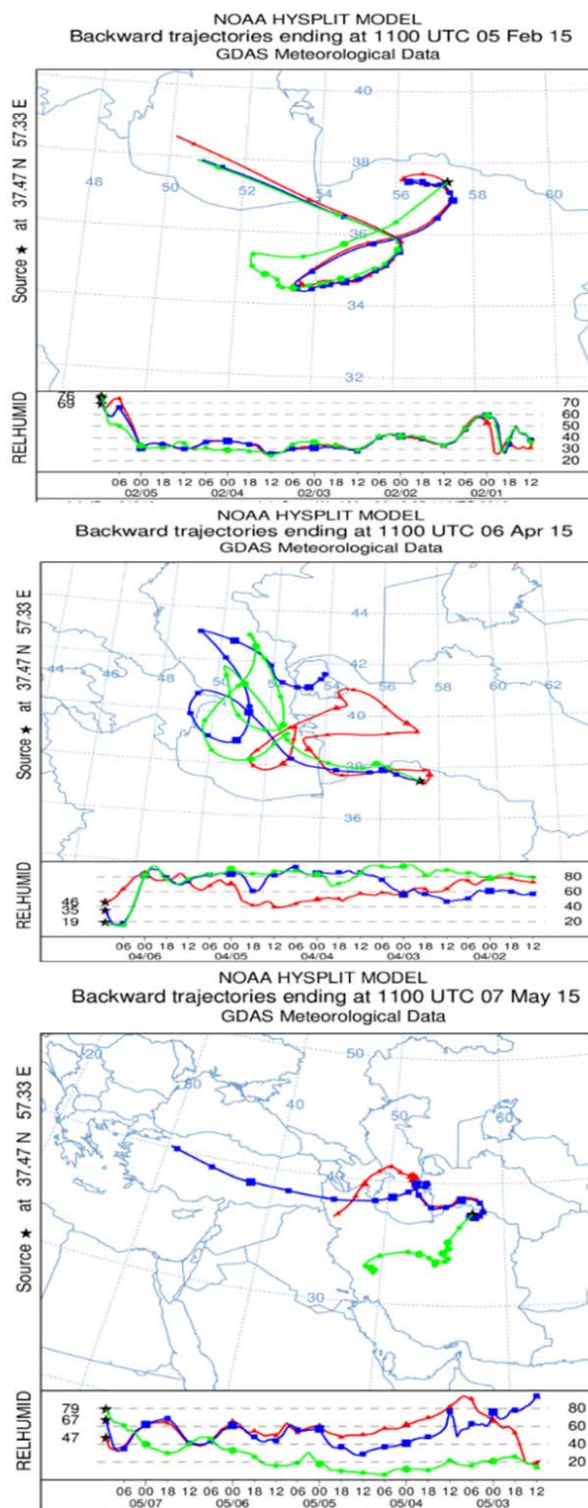 NOAA HYSPLIT MODEL
Backward trajectories ending at 1100 UTC 05 Feb 15
GDAS Meteorological Data
Source ★ at 37.47 N 57.33 E
40
48
50
38
52
54
56
58
60
36
34
32
RELHUMID
76
69
70
60
50
40
30
20
06 00 18 12 06 00 18 12 06 00 18 12 06 00 18 12 06 00 18 12
02/05 02/04 02/03 02/02 02/01
NOAA HYSPLIT MODEL
Backward trajectories ending at 1100 UTC 06 Apr 15
GDAS Meteorological Data
Source ★ at 37.47 N 57.33 E
44
44
46
48
42
56
58
60
62
40
38
36
RELHUMID
46
35
19
80
60
40
20
06 00 18 12 06 00 18 12 06 00 18 12 06 00 18 12 06 00 18 12
04/06 04/05 04/04 04/03 04/02
NOAA HYSPLIT MODEL
Backward trajectories ending at 1100 UTC 07 May 15
GDAS Meteorological Data
Source ★ at 37.47 N 57.33 E
20
50
30
40
50
60
40
30
RELHUMID
79
67
47
80
60
40
20
06 00 18 12 06 00 18 12 06 00 18 12 06 00 18 12 06 00 18 12
05/07 05/06 05/05 05/04 05/03